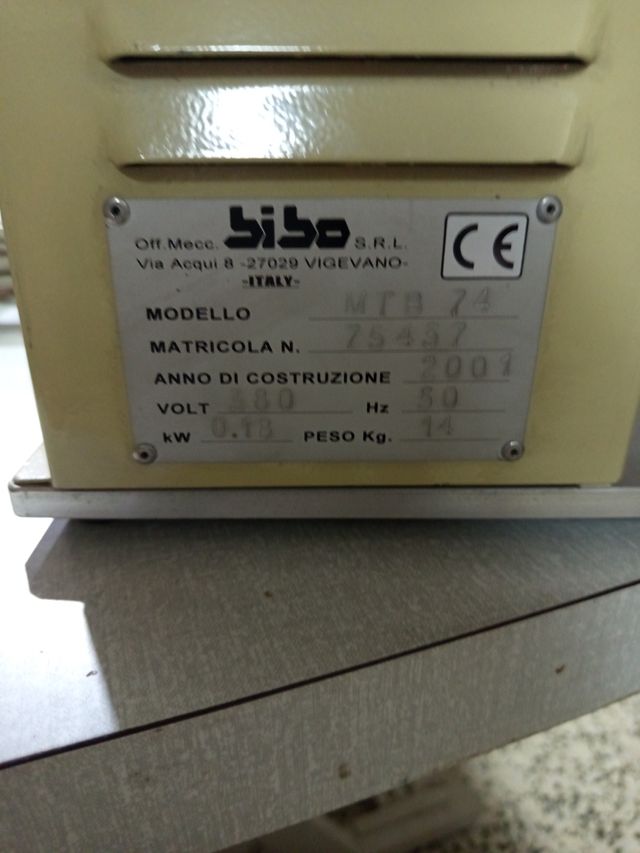 Off.Mecc. bibo S.R.L. CE
Via Acqui 8 -27029 VIGEVANO-
-ITALY-
MODELLO MTB 74
MATRICOLA N. 75437
ANNO DI COSTRUZIONE 2001
VOLT 380 Hz 50
kW 0.18 PESO Kg. 14